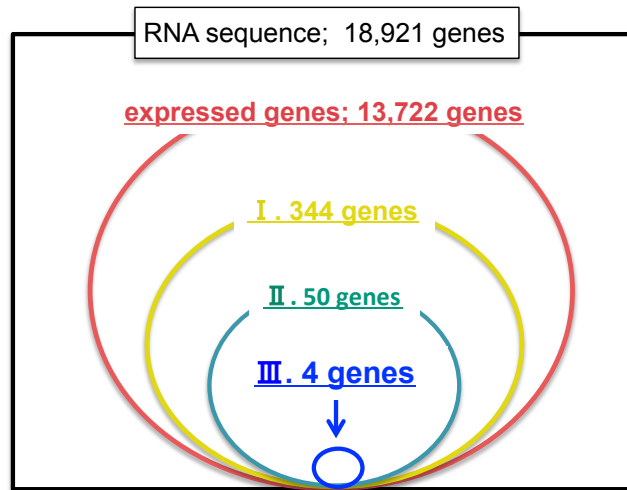 RNA sequence; 18,921 genes
expressed genes; 13,722 genes
Ⅰ. 344 genes
Ⅱ. 50 genes
Ⅲ. 4 genes